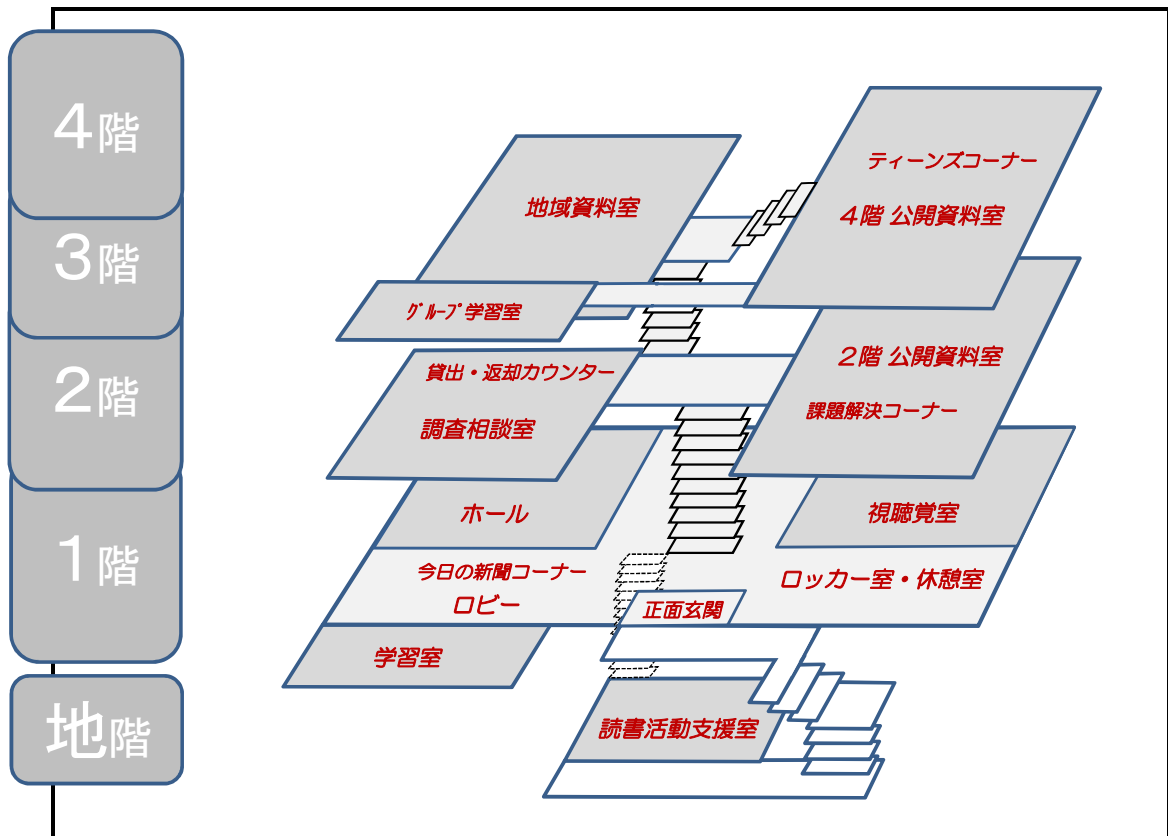 4階
ティーンズコーナー
4階 公開資料室
地域資料室
3階
グループ学習室
2階
2階 公開資料室
課題解決コーナー
貸出・返却カウンター
調査相談室
1階
ホール
視聴覚室
今日の新聞コーナー
ロビー
ロッカー室・休憩室
正面玄関
学習室
地階
読書活動支援室